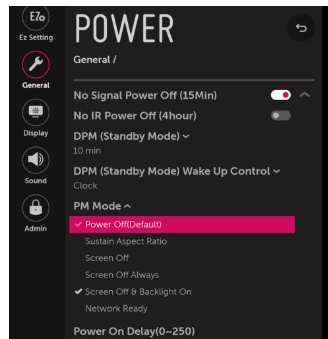 EZ
POWER
Ez Setting
General /
General
No Signal Power Off (15Min)
No IR Power Off (4hour)
Display
DPM (Standby Mode)
10 min
DPM (Standby Mode) Wake Up Control
Clock
Sound
PM Mode
Power Off(Default)
Admin
Sustain Aspect Ratio
Screen Off
Screen Off Always
Screen Off & Backlight On
Network Ready
Power On Delay(0~250)